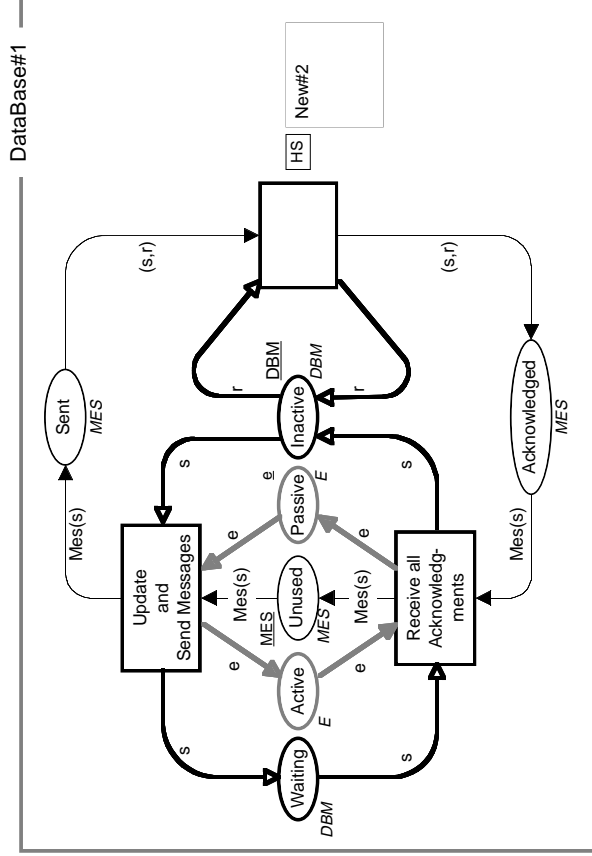 DataBase#1
Waiting
DBM
s
s
Active
E
e
e
Update
and
Send Messages
MES
Mes(s)
Unused
MES
Mes(s)
Receive all
Acknowledg-
ments
e
Passive
e
E
e
s
Inactive
DBM
DBM
s
Mes(s)
Sent
MES
(s,r)
r
r
Mes(s)
Acknowledged
MES
(s,r)
HS
New#2